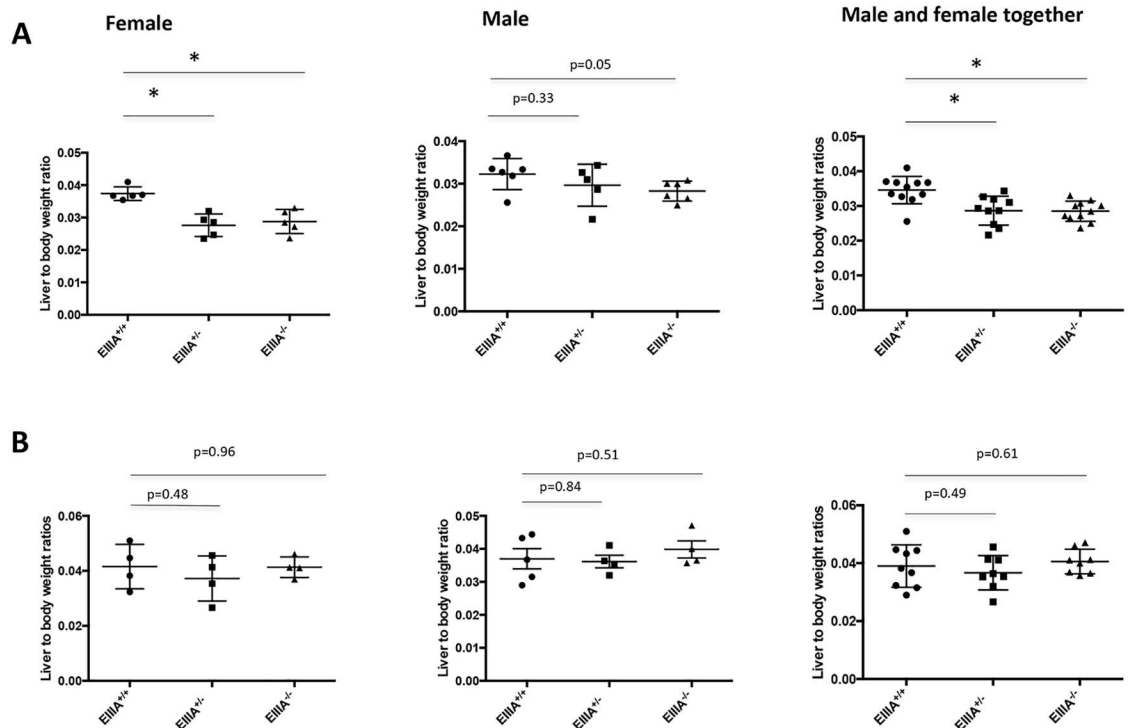 A
Female
Male
Male and female together
*
*
p=0.05
p=0.33
*
*
Liver to body weight ratio
0.05
0.04
0.03
0.02
0.01
0.00
EIIIA+/+
EIIIA+/-
EIIIA-/-
Liver to body weight ratio
0.04
0.03
0.02
0.01
0.00
EIIIA+/+
EIIIA+/-
EIIIA-/-
Liver to body weight ratio
0.05
0.04
0.03
0.02
0.01
0.00
EIIIA+/+
EIIIA+/-
EIIIA-/-
B
p=0.96
p=0.48
p=0.51
p=0.84
p=0.61
p=0.49
Liver to body weight ratios
0.06
0.04
0.02
0.00
EIIIA+/+
EIIIA+/-
EIIIA-/-
Liver to body weight ratios
0.05
0.04
0.03
0.02
0.01
0.00
EIIIA+/+
EIIIA+/-
EIIIA-/-
Liver to body weight ratios
0.06
0.04
0.02
0.00
EIIIA+/+
EIIIA+/-
EIIIA-/-